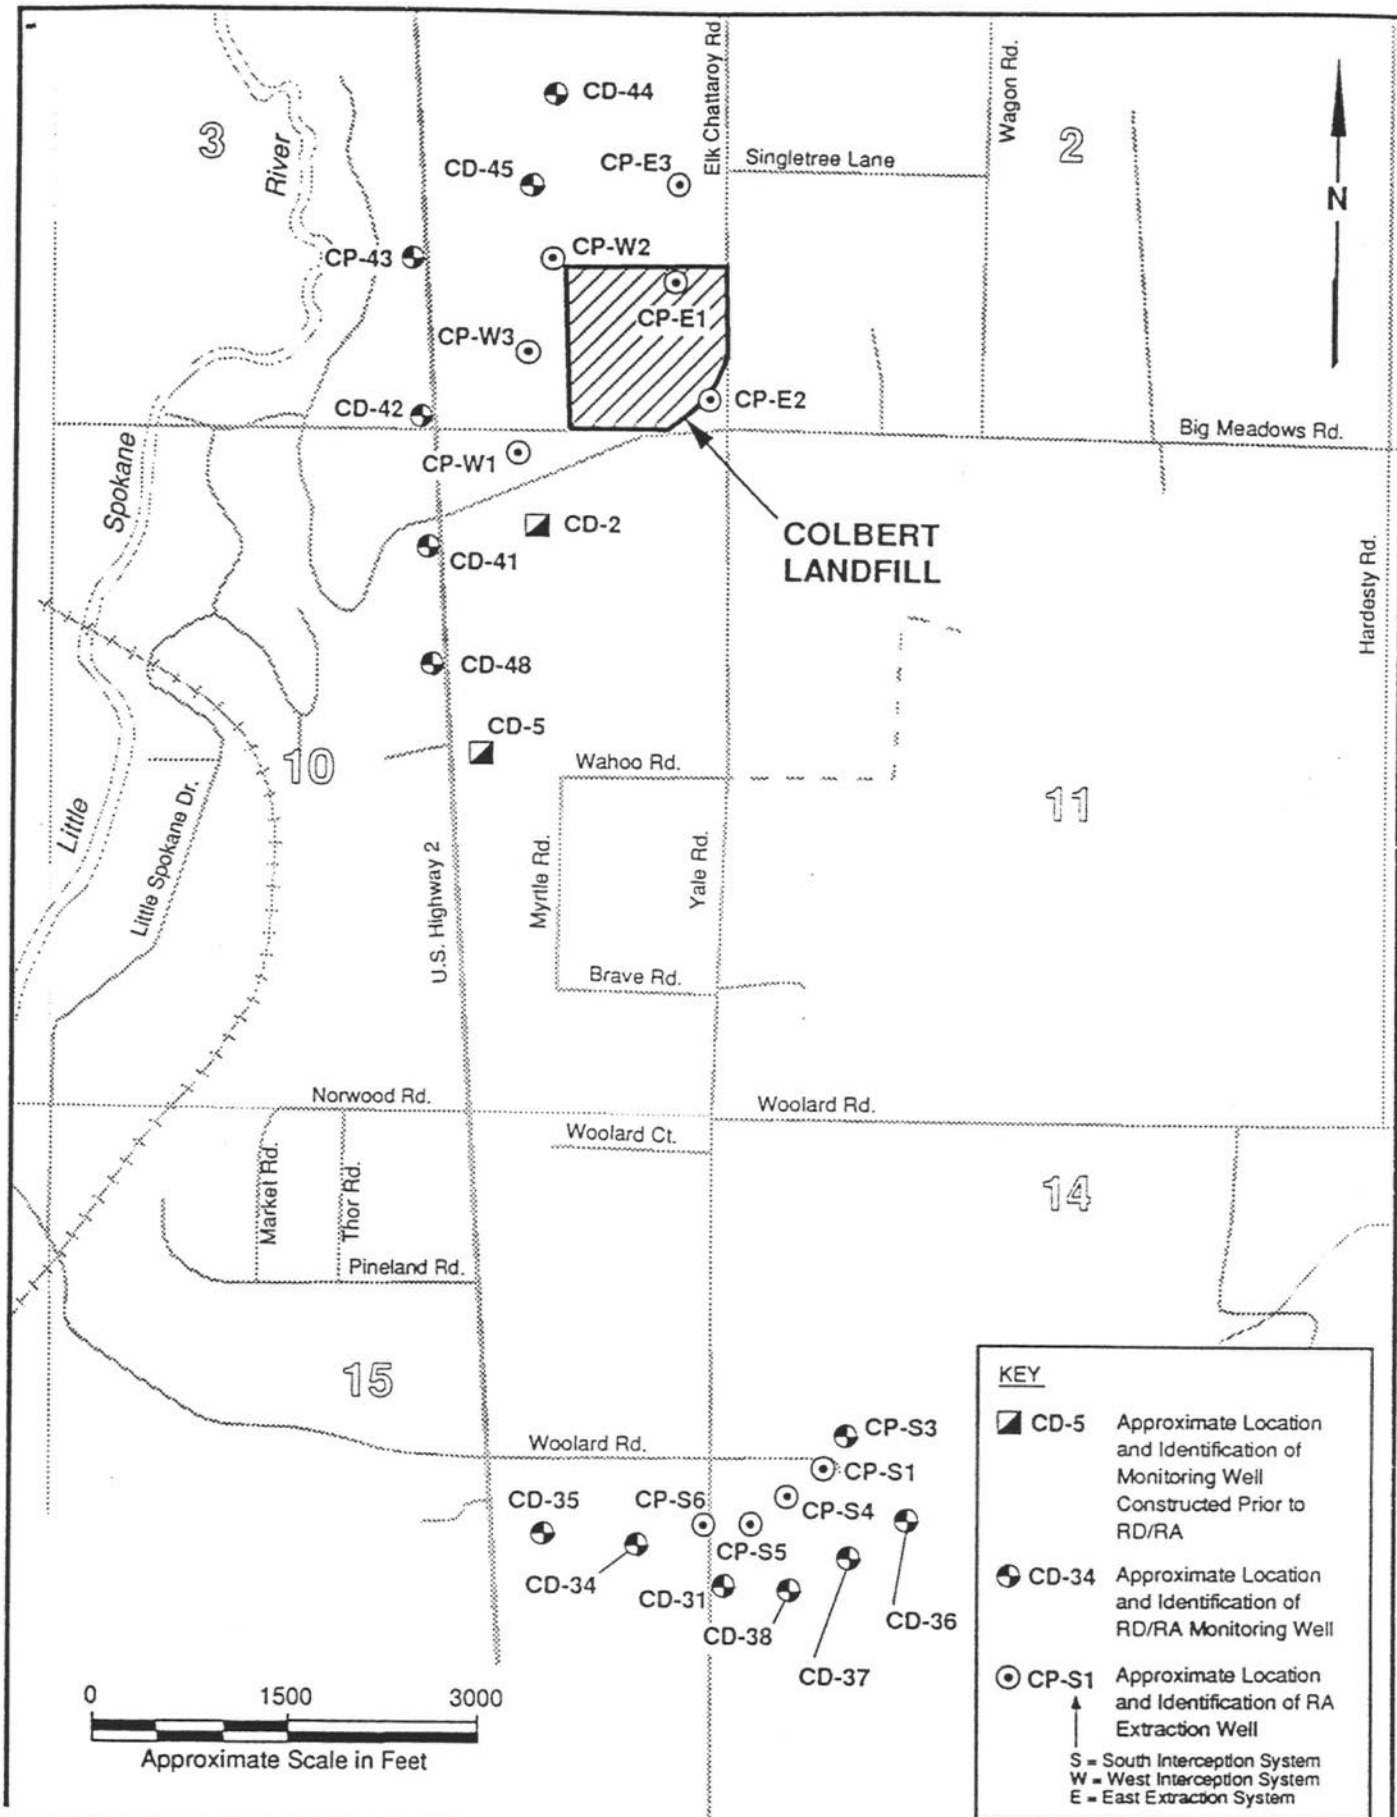 CD-44
Elk Chattaroy Rd
Wagon Rd.
3
2
River
CD-45
CP-E3
Singletree Lane
N
CP-43
CP-W2
CP-E1
CP-W3
CD-42
CP-E2
Big Meadows Rd.
CP-W1
Spokane
CD-2
COLBERT
LANDFILL
CD-41
Hardesty Rd.
CD-48
CD-5
10
Wahoo Rd.
11
Little
Little Spokane Dr.
U.S. Highway 2
Myrtle Rd.
Yale Rd.
Brave Rd.
Norwood Rd.
Woolard Rd.
Woolard Ct.
Market Rd.
Thor Rd.
14
Pineland Rd.
15
Woolard Rd.
CP-S3
CP-S1
CD-35
CP-S6
CP-S4
CP-S5
CD-34
CD-31
CD-38
CD-36
CD-37
0 1500 3000
Approximate Scale in Feet
KEY
CD-5 Approximate Location
and Identification of
Monitoring Well
Constructed Prior to
RD/RA
CD-34 Approximate Location
and Identification of
RD/RA Monitoring Well
CP-S1 Approximate Location
and Identification of RA
Extraction Well
S = South Interception System
W = West Interception System
E = East Extraction System